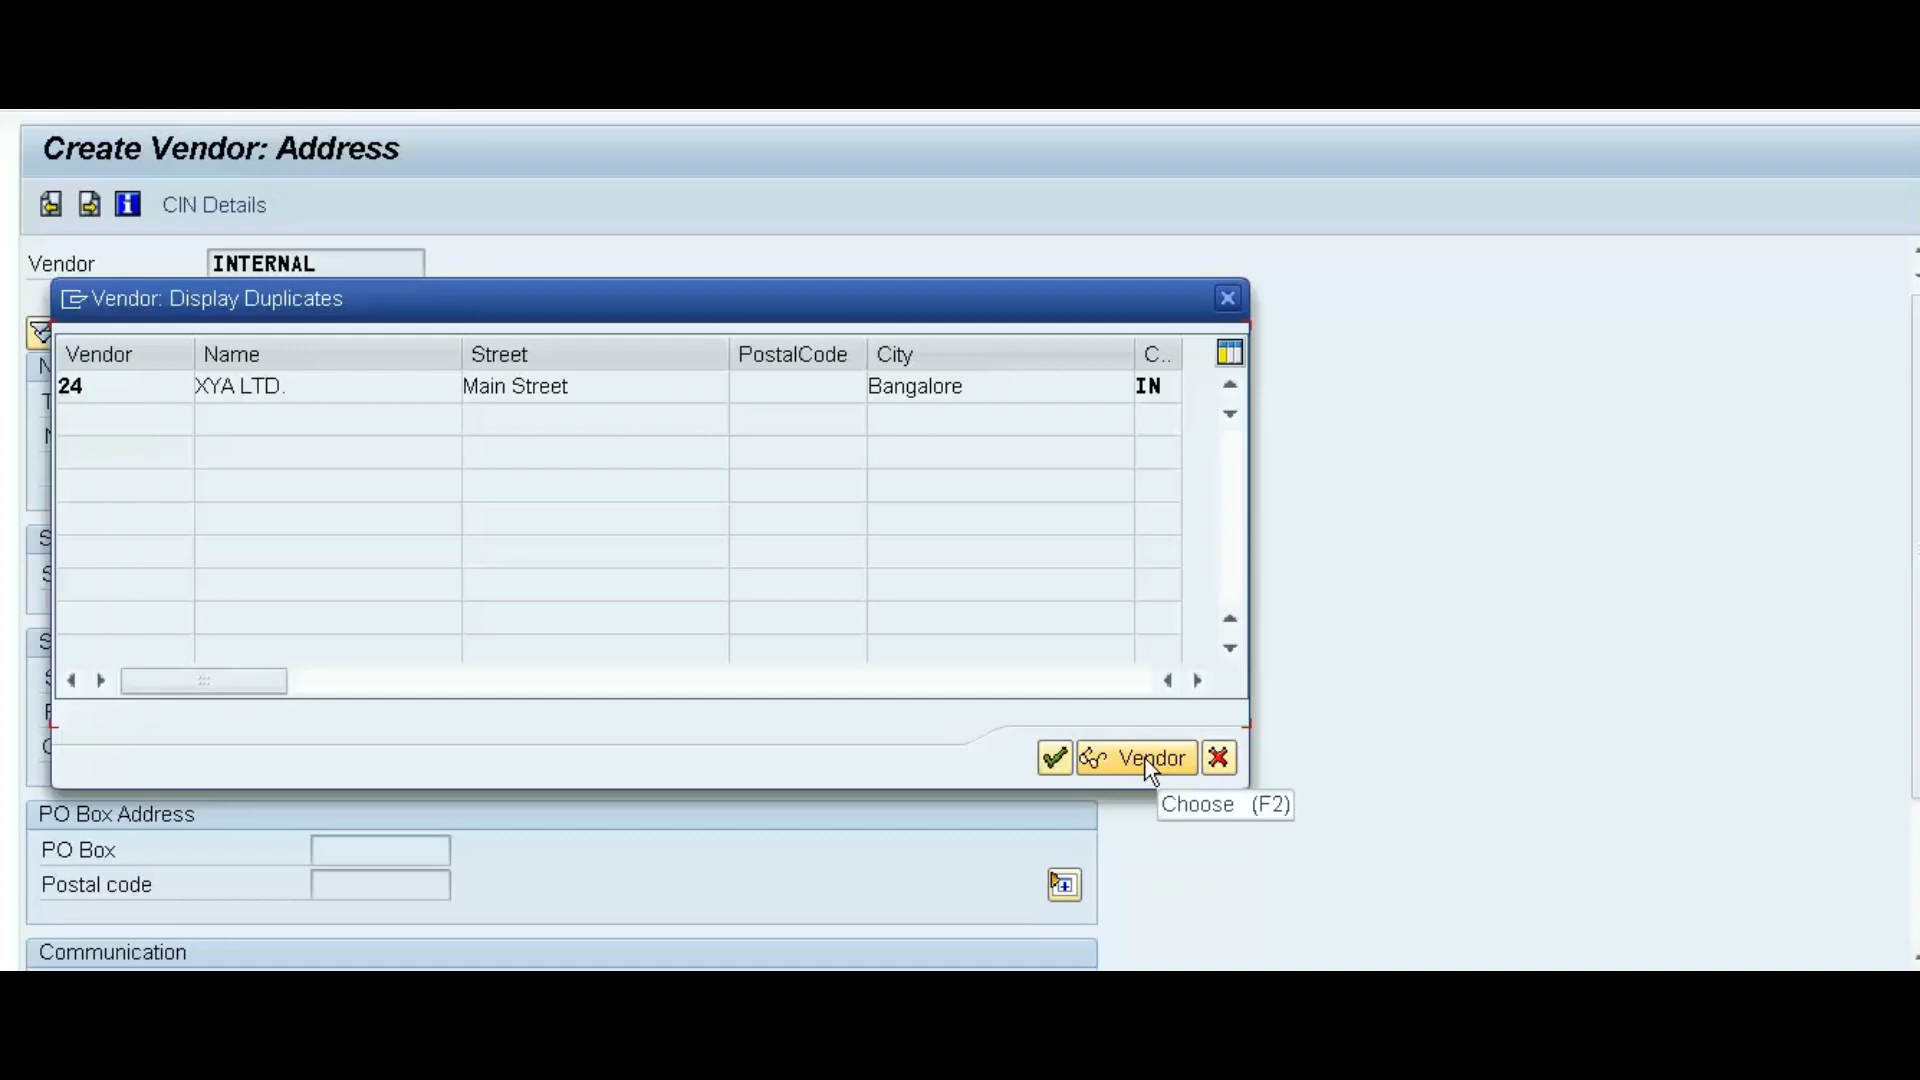 Create Vendor: Address
CIN Details
Vendor INTERNAL
Vendor: Display Duplicates
Vendor Name Street PostalCode City C..
24 XYA LTD. Main Street Bangalore IN
Vendor
Choose (F2)
PO Box Address
PO Box
Postal code
Communication